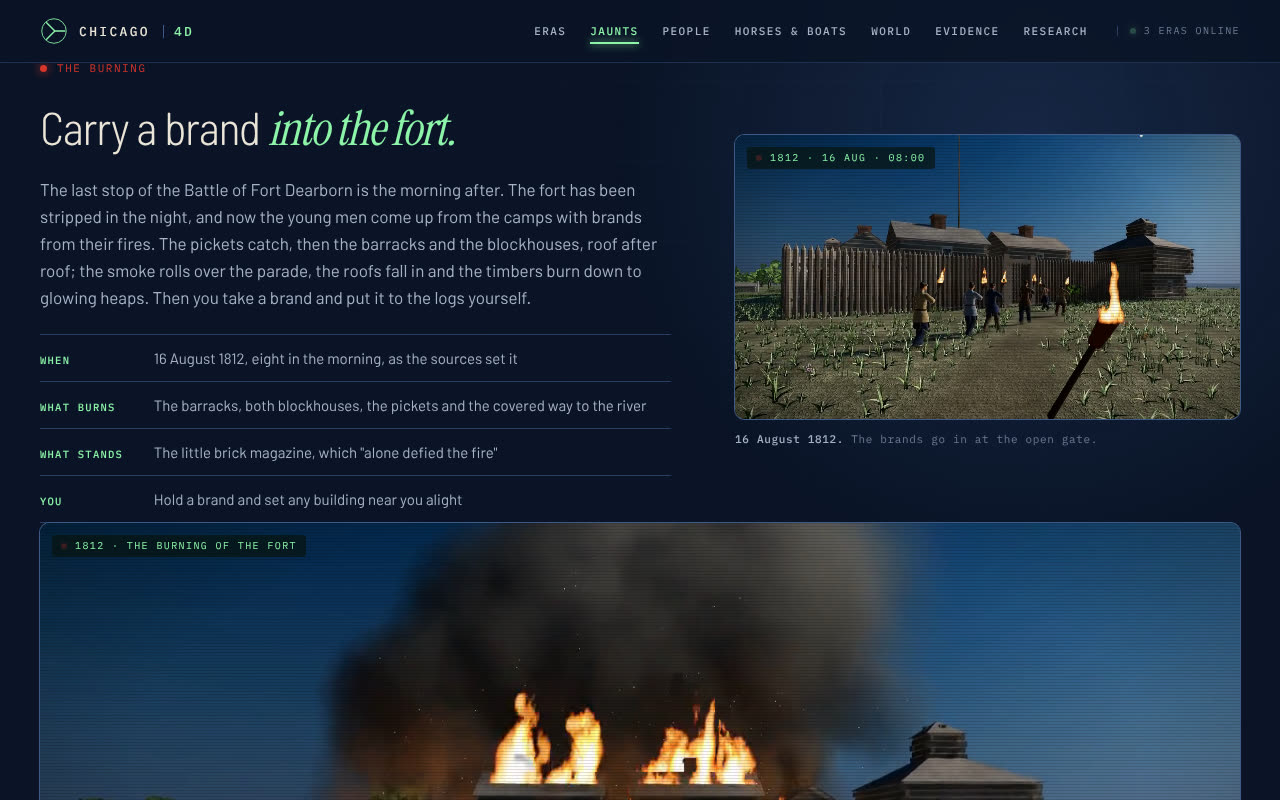 CHICAGO | 4D
ERAS JAUNTS PEOPLE HORSES & BOATS WORLD EVIDENCE RESEARCH | 3 ERAS ONLINE
THE BURNING
Carry a brand into the fort.
The last stop of the Battle of Fort Dearborn is the morning after. The fort has been
stripped in the night, and now the young men come up from the camps with brands
from their fires. The pickets catch, then the barracks and the blockhouses, roof after
roof; the smoke rolls over the parade, the roofs fall in and the timbers burn down to
glowing heaps. Then you take a brand and put it to the logs yourself.
WHEN 16 August 1812, eight in the morning, as the sources set it
WHAT BURNS The barracks, both blockhouses, the pickets and the covered way to the river
WHAT STANDS The little brick magazine, which "alone defied the fire"
YOU Hold a brand and set any building near you alight
1812 · 16 AUG · 08:00
16 August 1812. The brands go in at the open gate.
1812 · THE BURNING OF THE FORT